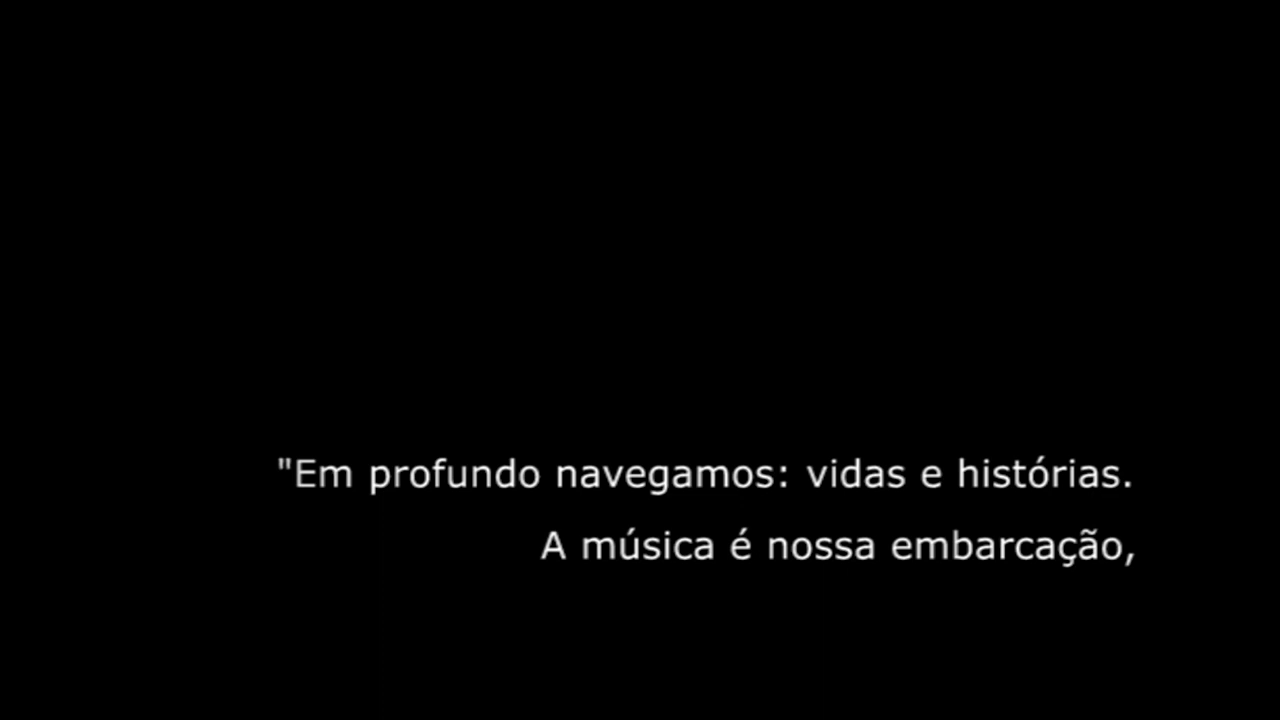 "Em profundo navegamos: vidas e histórias.
A música é nossa embarcação,